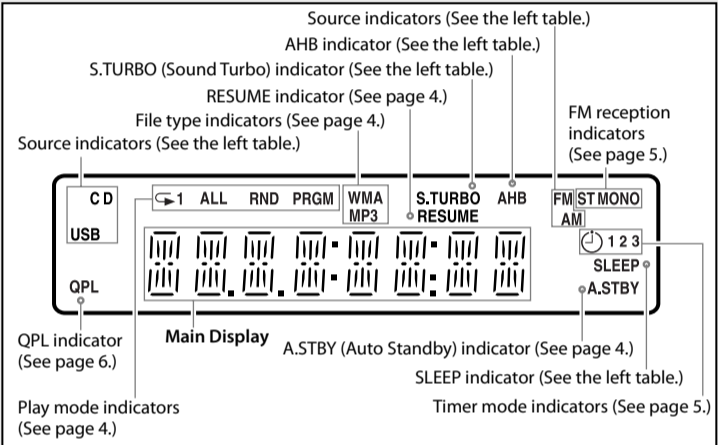 Source indicators (See the left table.)
AHB indicator (See the left table.)
S.TURBO (Sound Turbo) indicator (See the left table.)
RESUME indicator (See page 4.)
File type indicators (See page 4.)
Source indicators (See the left table.)
FM reception
indicators
(See page 5.)
CD
USB
QPL
1 ALL RND PRGM
WMA
MP3
S.TURBO AHB
RESUME
FM ST MONO
AM
1 2 3
SLEEP
A.STBY
QPL indicator
(See page 6.)
Main Display
A.STBY (Auto Standby) indicator (See page 4.)
SLEEP indicator (See the left table.)
Play mode indicators
(See page 4.)
Timer mode indicators (See page 5.)